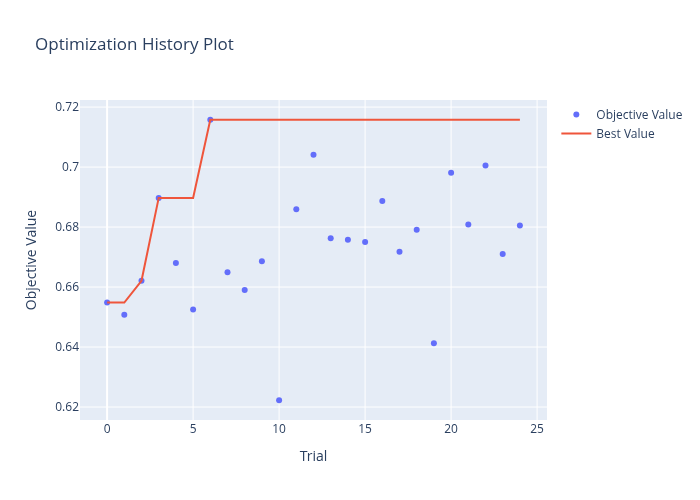 Optimization History Plot
0.72
0.7
0.68
0.66
0.64
0.62
Objective Value
0 5 10 15 20 25
Trial
Objective Value
Best Value